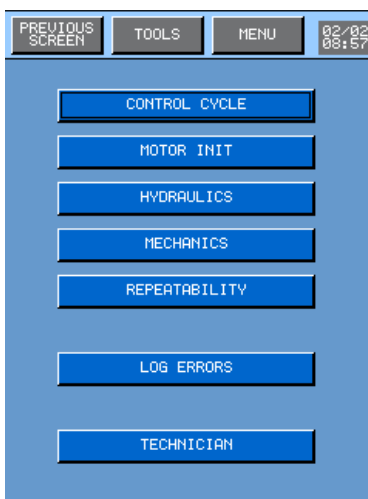 PREVIOUS
SCREEN
TOOLS
MENU
02/02
08:57
CONTROL CYCLE
MOTOR INIT
HYDRAULICS
MECHANICS
REPEATABILITY
LOG ERRORS
TECHNICIAN